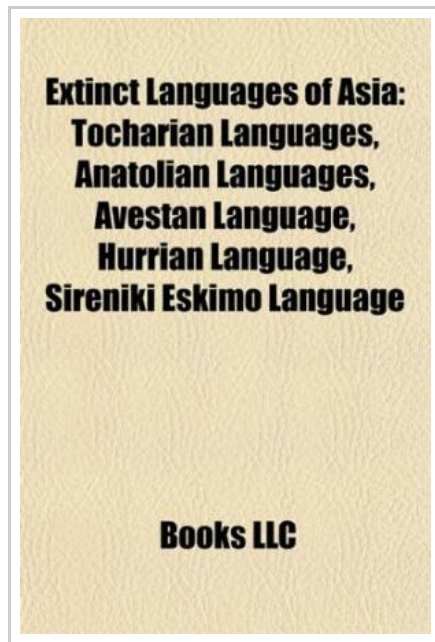 Extinct Languages of Asia:
Tocharian Languages,
Anatolian Languages,
Avestan Language,
Hurrian Language,
Sireniki Eskimo Language
Books LLC